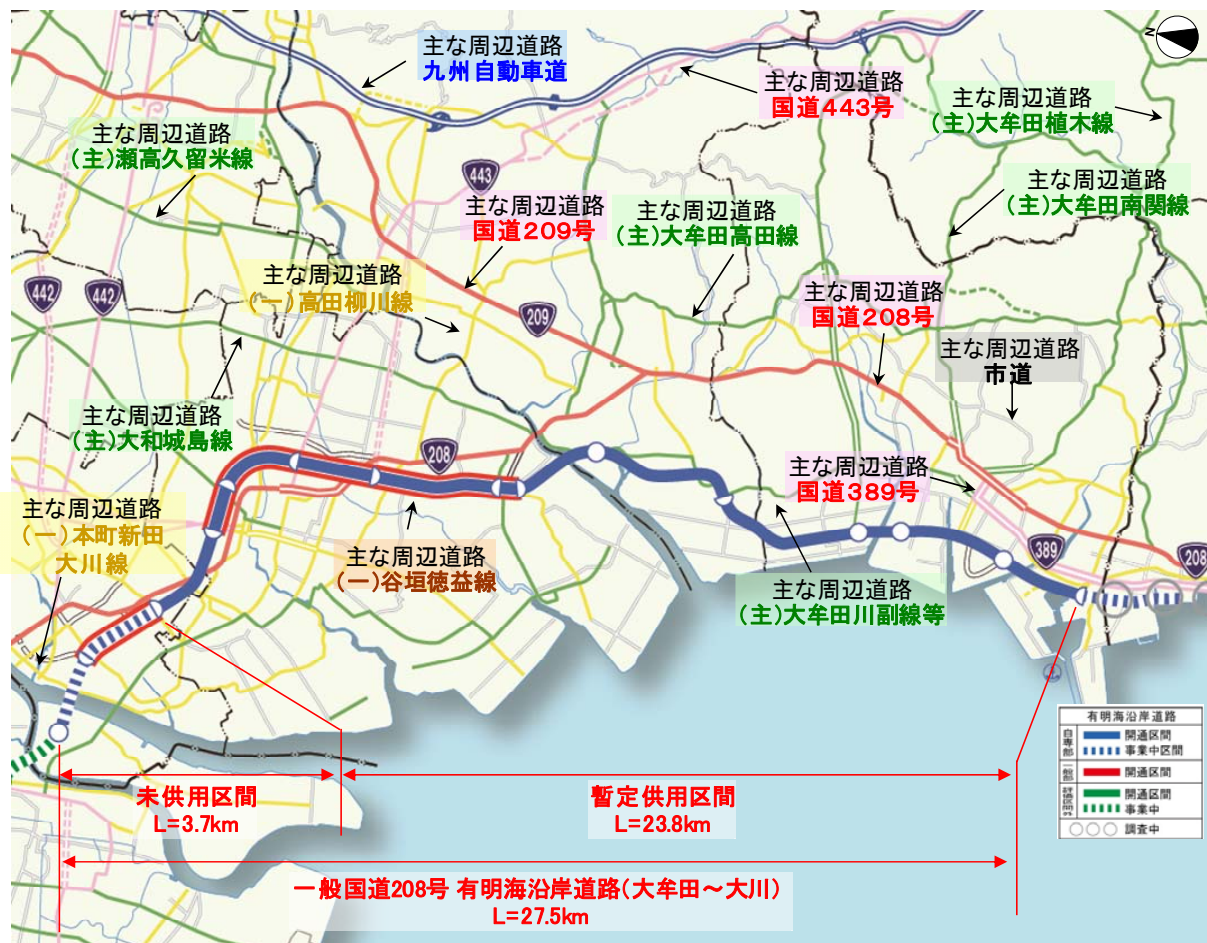 N
主な周辺道路
九州自動車道
主な周辺道路
国道443号
主な周辺道路
(主)大牟田植木線
主な周辺道路
(主)瀬高久留米線
443
主な周辺道路
国道209号
主な周辺道路
(主)大牟田高田線
主な周辺道路
(主)大牟田南関線
442
442
主な周辺道路
(一)高田柳川線
209
主な周辺道路
国道208号
主な周辺道路
市道
主な周辺道路
(主)大和城島線
208
主な周辺道路
国道389号
主な周辺道路
(一)本町新田
大川線
主な周辺道路
(一)谷垣徳益線
389
208
主な周辺道路
(主)大牟田川副線等
未供用区間
L=3.7km
暫定供用区間
L=23.8km
一般国道208号 有明海沿岸道路(大牟田～大川)
L=27.5km
有明海沿岸道路
自専部
開通区間
事業中区間
一般部
開通区間
評価区間外
開通区間
事業中
調査中